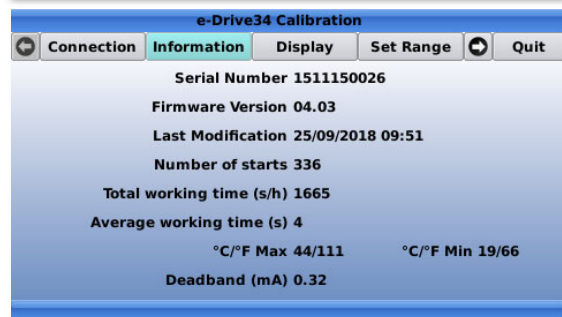 e-Drive34 Calibration
Connection Information Display Set Range Quit
Serial Number 1511150026
Firmware Version 04.03
Last Modification 25/09/2018 09:51
Number of starts 336
Total working time (s/h) 1665
Average working time (s) 4
°C/°F Max 44/111 °C/°F Min 19/66
Deadband (mA) 0.32